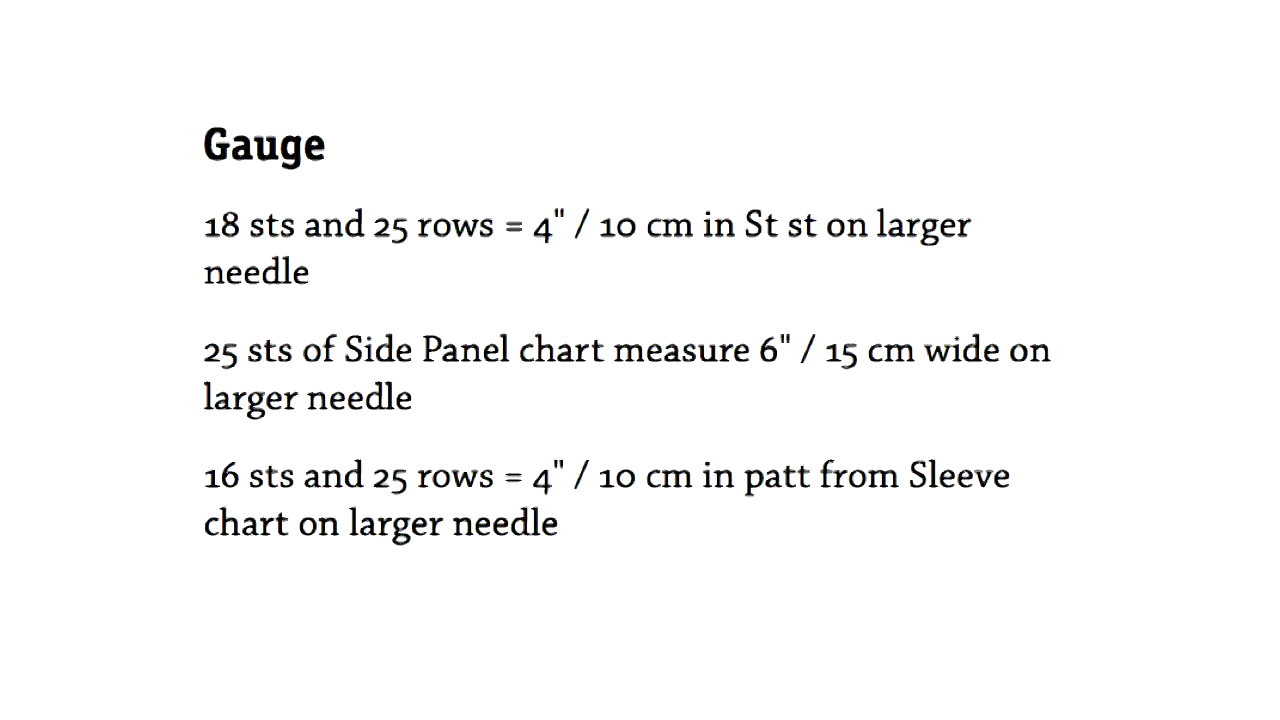 Gauge
18 sts and 25 rows = 4" / 10 cm in St st on larger
needle
25 sts of Side Panel chart measure 6" / 15 cm wide on
larger needle
16 sts and 25 rows = 4" / 10 cm in patt from Sleeve
chart on larger needle